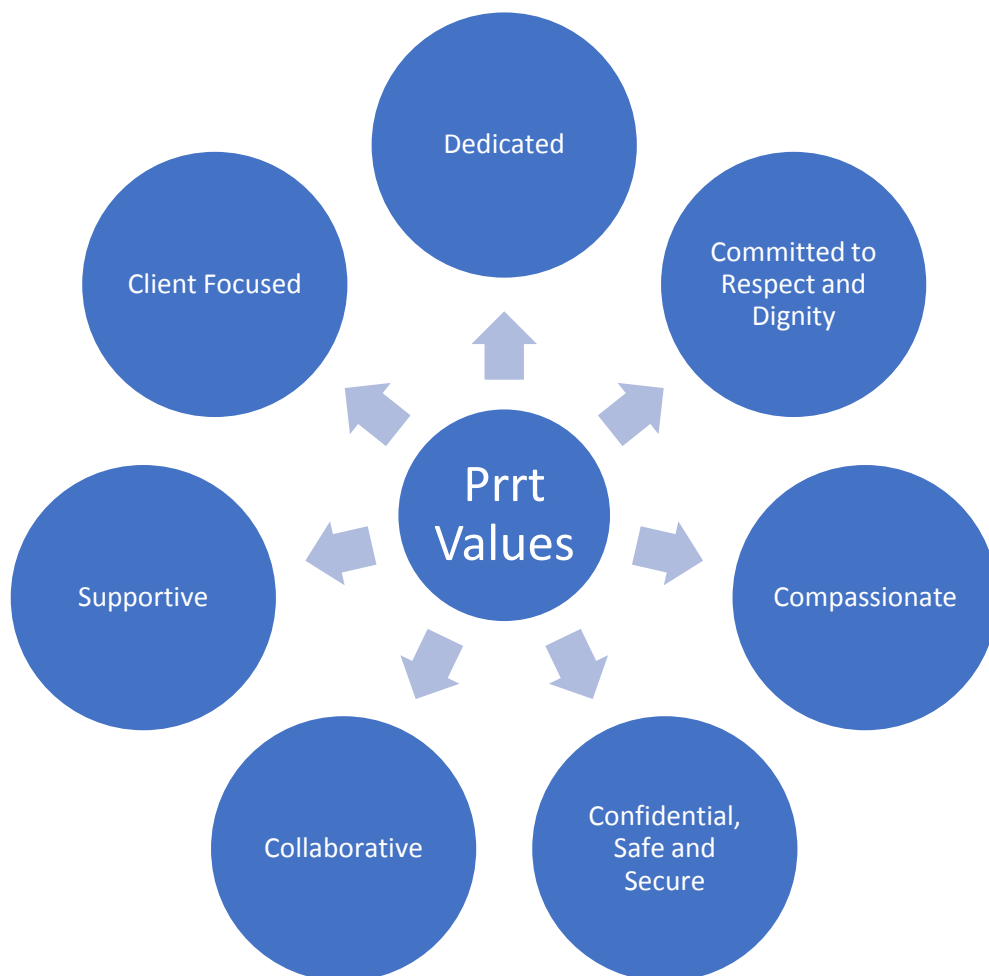 Dedicated
Committed to
Respect and
Dignity
Compassionate
Confidential,
Safe and
Secure
Collaborative
Supportive
Client Focused
Prrt
Values